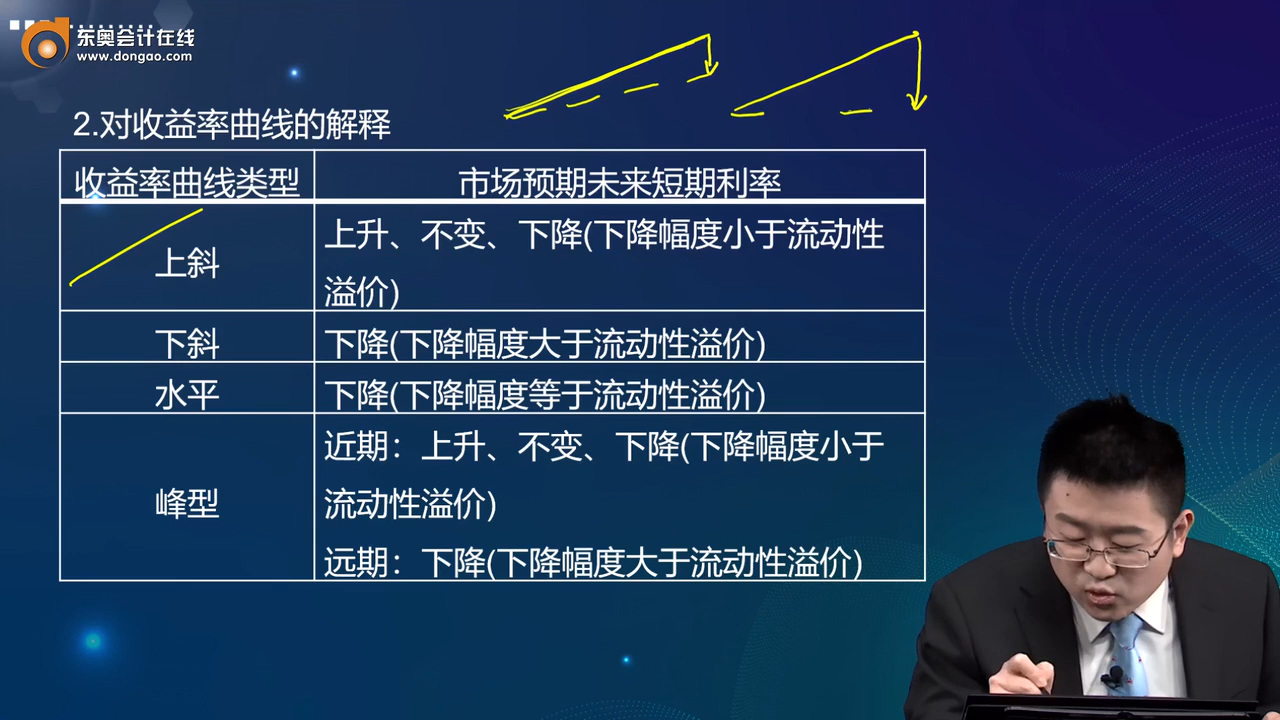 东奥会计在线
www.dongao.com
2.对收益率曲线的解释
收益率曲线类型
市场预期未来短期利率
上斜
上升、不变、下降(下降幅度小于流动性
溢价)
下斜
下降(下降幅度大于流动性溢价)
水平
下降(下降幅度等于流动性溢价)
峰型
近期：上升、不变、下降(下降幅度小于
流动性溢价)
远期：下降(下降幅度大于流动性溢价)